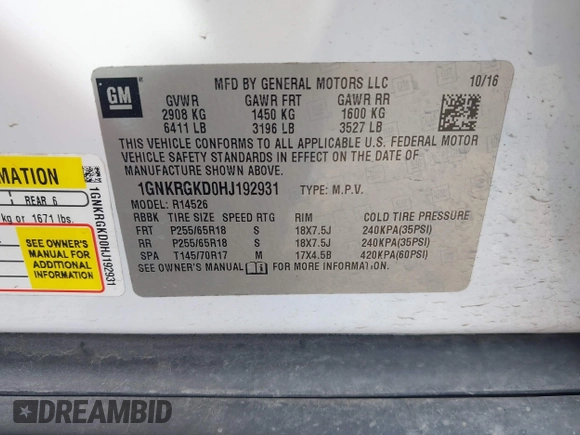 GM
MFD BY GENERAL MOTORS LLC
10/16
GVWR GAWR FRT GAWR RR
2908 KG 1450 KG 1600 KG
6411 LB 3196 LB 3527 LB
THIS VEHICLE CONFORMS TO ALL APPLICABLE U.S. FEDERAL MOTOR
VEHICLE SAFETY STANDARDS IN EFFECT ON THE DATE OF
MANUFACTURE SHOWN ABOVE.
1GNKRGKD0HJ192931 TYPE: M.P.V.
MODEL: R14526
RBBK TIRE SIZE SPEED RTG RIM COLD TIRE PRESSURE
FRT P255/65R18 S 18X7.5J 240KPA(35PSI)
RR P255/65R18 S 18X7.5J 240KPA(35PSI)
SPA T145/70R17 M 17X4.5B 420KPA(60PSI)
SEE OWNER'S MANUAL FOR MORE INFORMATION.
MATION
REAR 6
kg or 1671 lbs.
SEE OWNER'S
MANUAL FOR
ADDITIONAL
INFORMATION
1GNKRGKD0HJ192931
DREAMBID